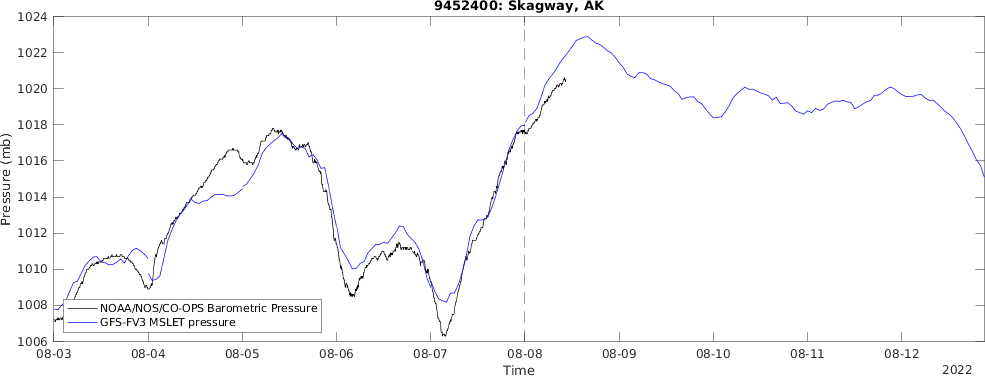 9452400: Skagway, AK
1024
1022
1020
1018
1016
1014
1012
1010
1008
1006
Pressure (mb)
NOAA/NOS/CO-OPS Barometric Pressure
GFS-FV3 MSLET pressure
08-03 08-04 08-05 08-06 08-07 08-08 08-09 08-10 08-11 08-12
Time
2022